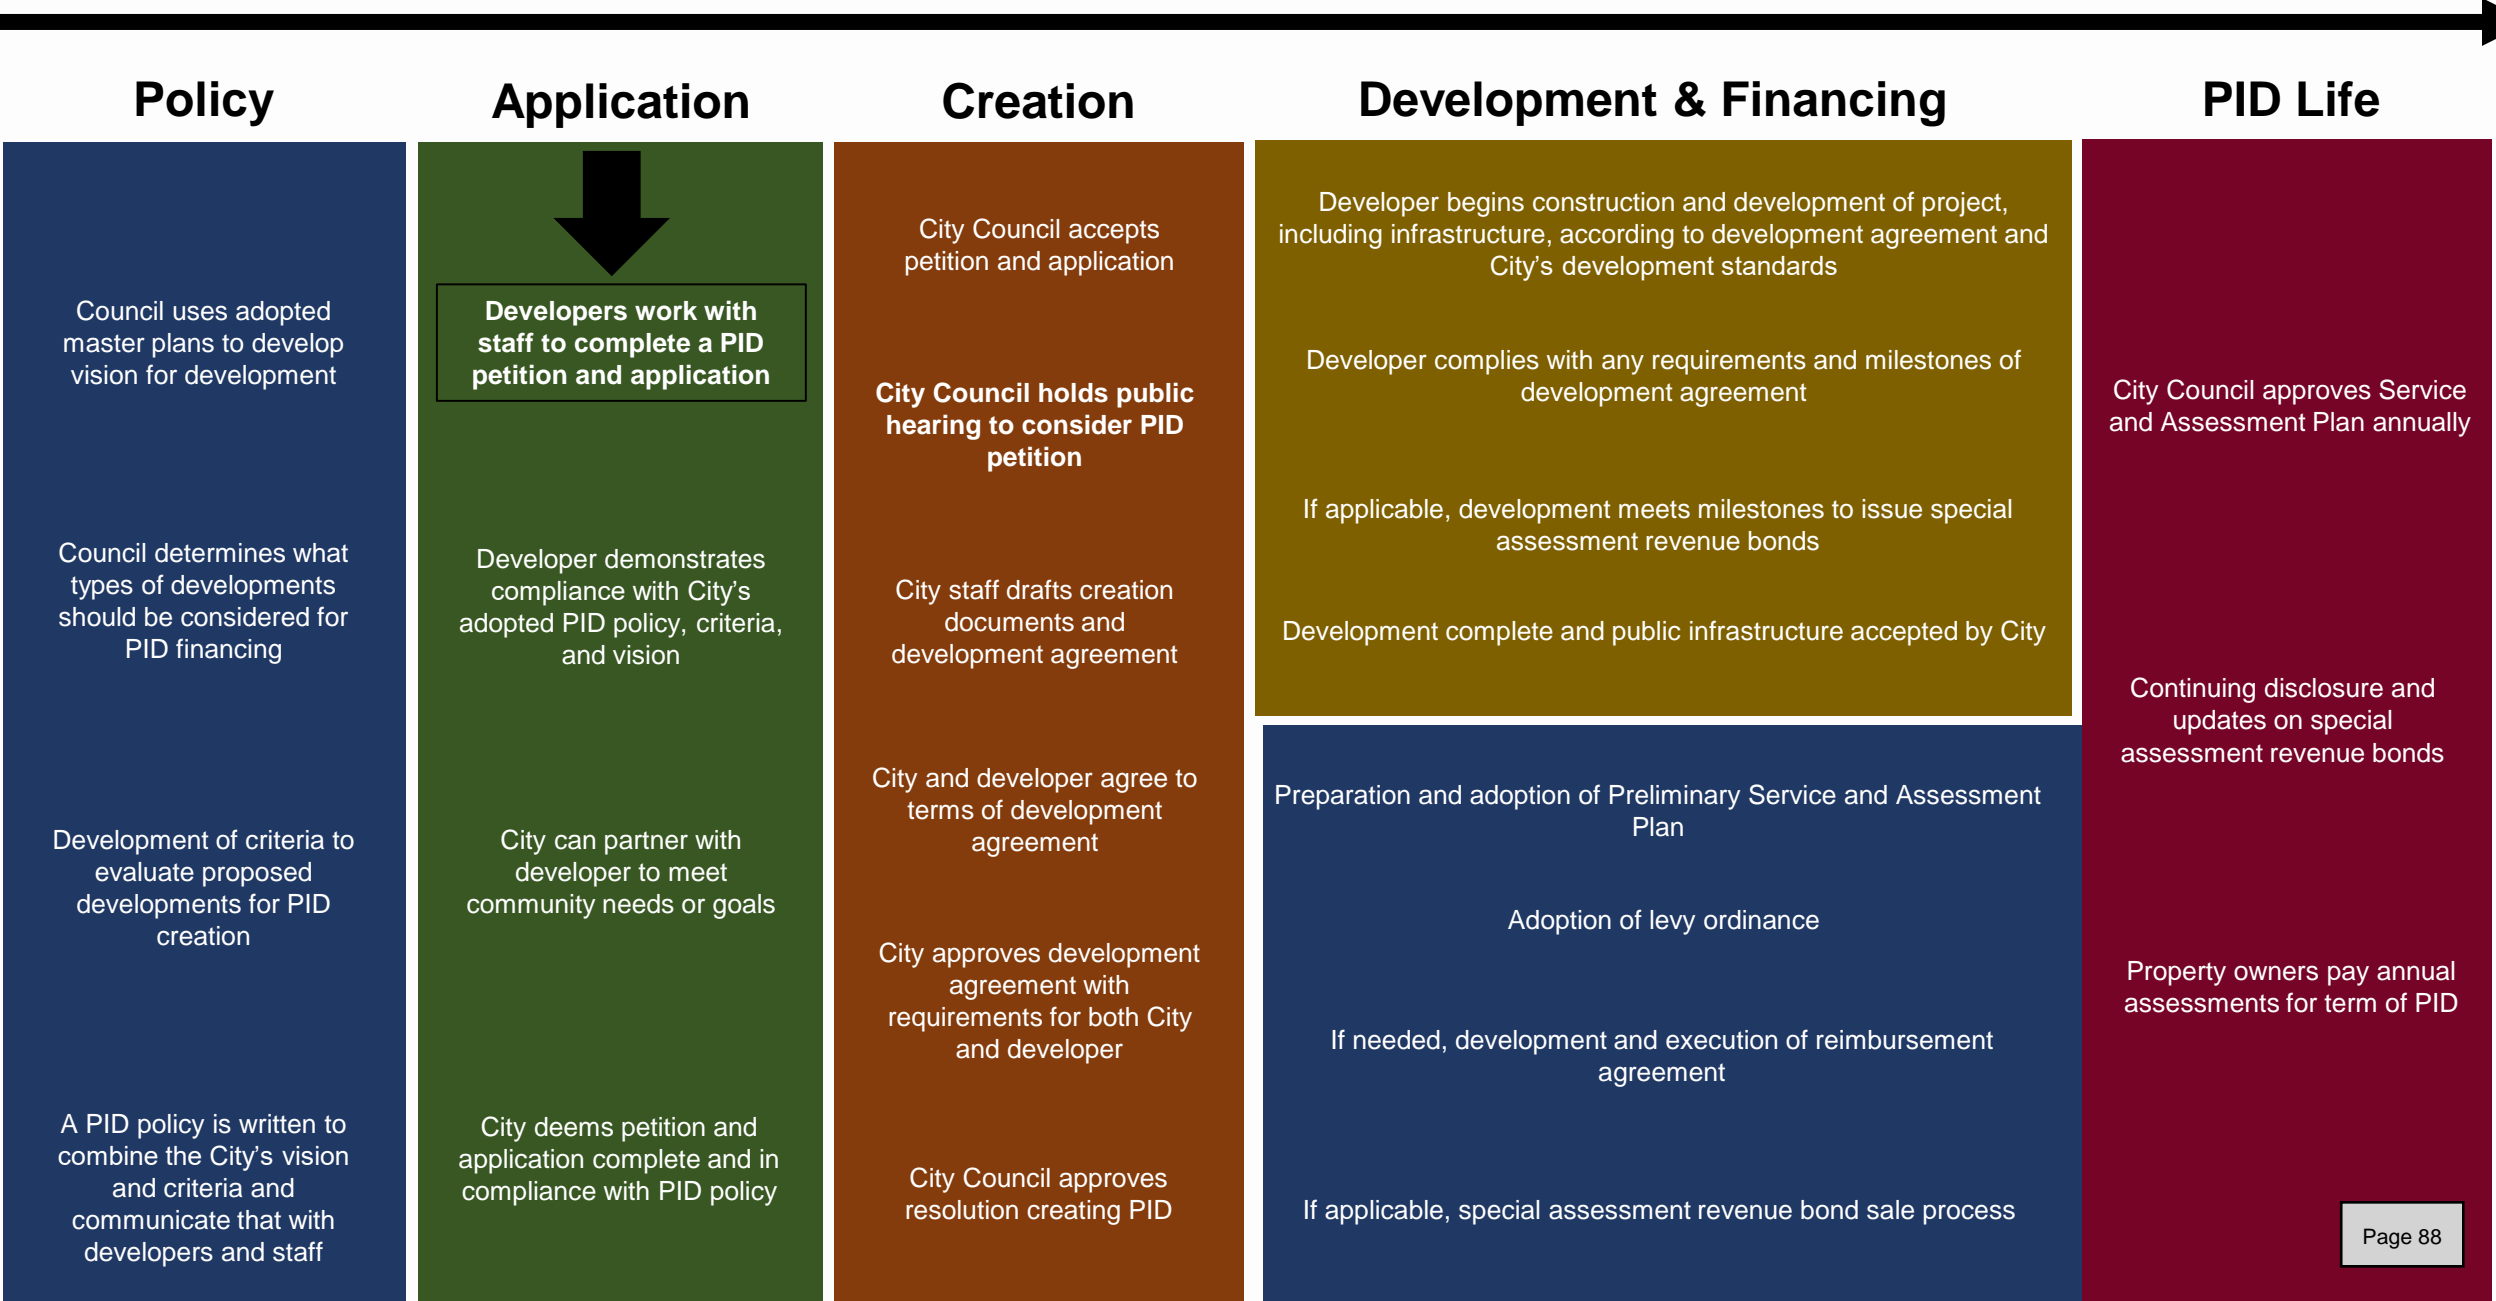 Policy
Council uses adopted
master plans to develop
vision for development
Council determines what
types of developments
should be considered for
PID financing
Development of criteria to
evaluate proposed
developments for PID
creation
A PID policy is written to
combine the City’s vision
and criteria and
communicate that with
developers and staff
Application
Developers work with
staff to complete a PID
petition and application
Developer demonstrates
compliance with City’s
adopted PID policy, criteria,
and vision
City can partner with
developer to meet
community needs or goals
City deems petition and
application complete and in
compliance with PID policy
Creation
City Council accepts
petition and application
City Council holds public
hearing to consider PID
petition
City staff drafts creation
documents and
development agreement
City and developer agree to
terms of development
agreement
City approves development
agreement with
requirements for both City
and developer
City Council approves
resolution creating PID
Development & Financing
Developer begins construction and development of project,
including infrastructure, according to development agreement and
City’s development standards
Developer complies with any requirements and milestones of
development agreement
If applicable, development meets milestones to issue special
assessment revenue bonds
Development complete and public infrastructure accepted by City
Preparation and adoption of Preliminary Service and Assessment
Plan
Adoption of levy ordinance
If needed, development and execution of reimbursement
agreement
If applicable, special assessment revenue bond sale process
PID Life
City Council approves Service
and Assessment Plan annually
Continuing disclosure and
updates on special
assessment revenue bonds
Property owners pay annual
assessments for term of PID
Page 88